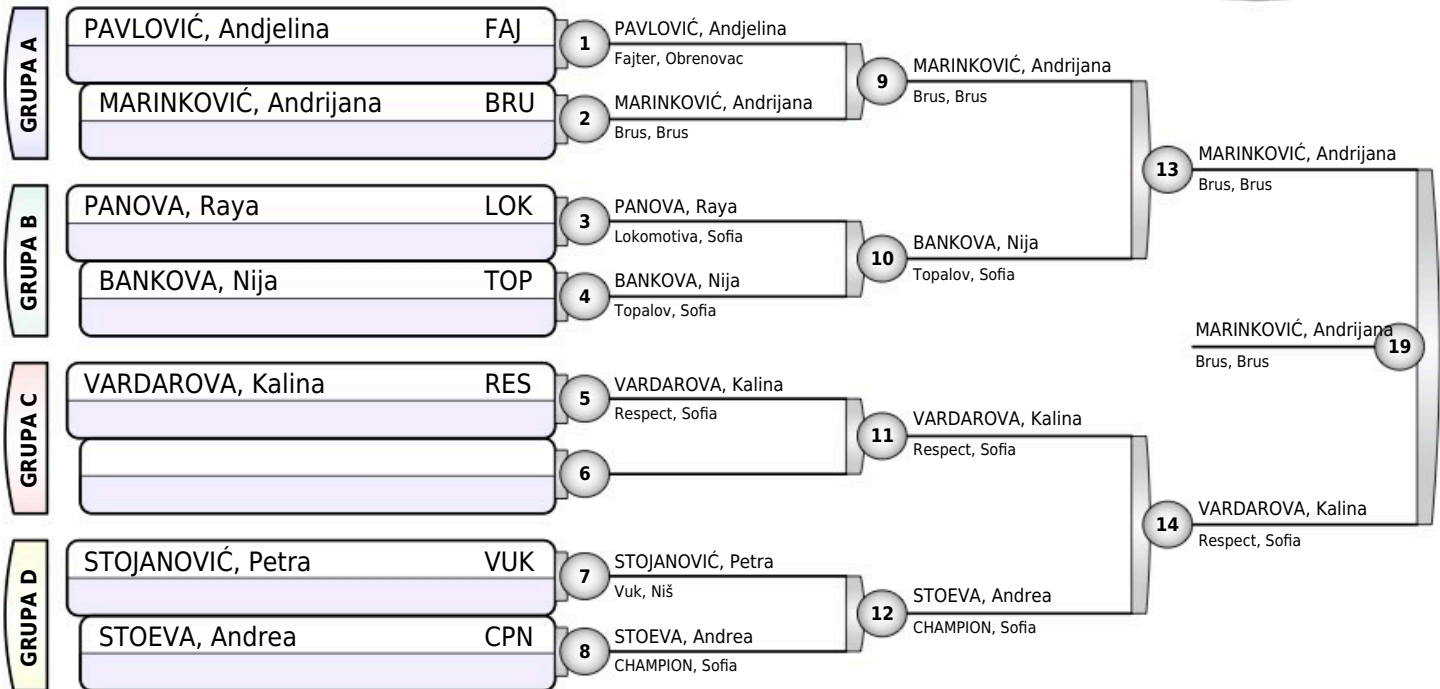 GRUPA A
PAVLOVIĆ, Andjelina FAJ
MARINKOVIĆ, Andrijana BRU
GRUPA B
PANOVA, Raya LOK
BANKOVA, Nija TOP
GRUPA C
VARDAROVA, Kalina RES
GRUPA D
STOJANOVIĆ, Petra VUK
STOEVA, Andrea CPN
1
PAVLOVIĆ, Andjelina
Fajter, Obrenovac
2
MARINKOVIĆ, Andrijana
Brus, Brus
3
PANOVA, Raya
Lokomotiva, Sofia
4
BANKOVA, Nija
Topalov, Sofia
5
VARDAROVA, Kalina
Respect, Sofia
6
7
STOJANOVIĆ, Petra
Vuk, Niš
8
STOEVA, Andrea
CHAMPION, Sofia
9
MARINKOVIĆ, Andrijana
Brus, Brus
10
BANKOVA, Nija
Topalov, Sofia
11
VARDAROVA, Kalina
Respect, Sofia
12
STOEVA, Andrea
CHAMPION, Sofia
13
MARINKOVIĆ, Andrijana
Brus, Brus
14
VARDAROVA, Kalina
Respect, Sofia
MARINKOVIĆ, Andrijana
Brus, Brus
19